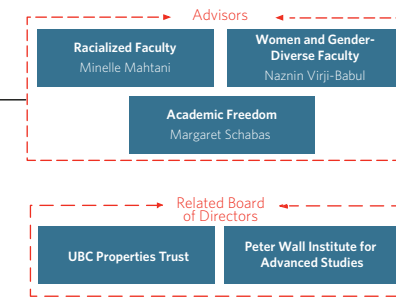 Advisors
Racialized Faculty
Minelle Mahtani
Women and Gender-
Diverse Faculty
Naznin Virji-Babul
Academic Freedom
Margaret Schabas
Related Board
of Directors
UBC Properties Trust
Peter Wall Institute for
Advanced Studies